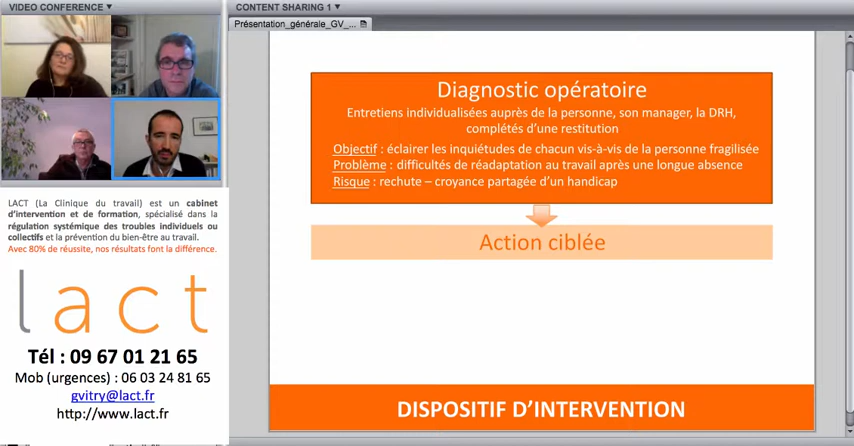 VIDEO CONFERENCE
CONTENT SHARING 1
Présentation_générale_GV_...
LACT (La Clinique du travail) est un cabinet
d'intervention et de formation, spécialisé dans la
régulation systémique des troubles individuels ou
collectifs et la prévention du bien-être au travail.
Avec 80% de réussite, nos résultats font la différence.
lact
Tél : 09 67 01 21 65
Mob (urgences) : 06 03 24 81 65
gvitry@lact.fr
http://www.lact.fr
Diagnostic opératoire
Entretiens individualisées auprès de la personne, son manager, la DRH,
complétés d'une restitution
Objectif : éclairer les inquiétudes de chacun vis-à-vis de la personne fragilisée
Problème : difficultés de réadaptation au travail après une longue absence
Risque : rechute – croyance partagée d'un handicap
Action ciblée
DISPOSITIF D'INTERVENTION